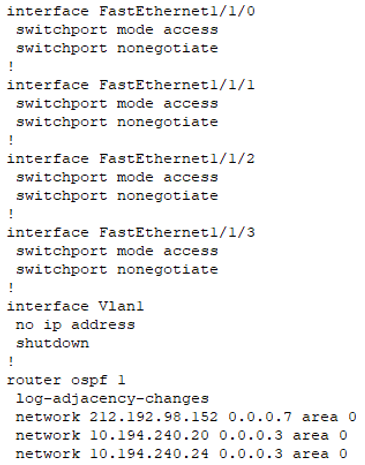 interface FastEthernet1/1/0
switchport mode access
switchport nonegotiate
!
interface FastEthernet1/1/1
switchport mode access
switchport nonegotiate
!
interface FastEthernet1/1/2
switchport mode access
switchport nonegotiate
!
interface FastEthernet1/1/3
switchport mode access
switchport nonegotiate
!
interface Vlan1
no ip address
shutdown
!
router ospf 1
log-adjacency-changes
network 212.192.98.152 0.0.0.7 area 0
network 10.194.240.20 0.0.0.3 area 0
network 10.194.240.24 0.0.0.3 area 0